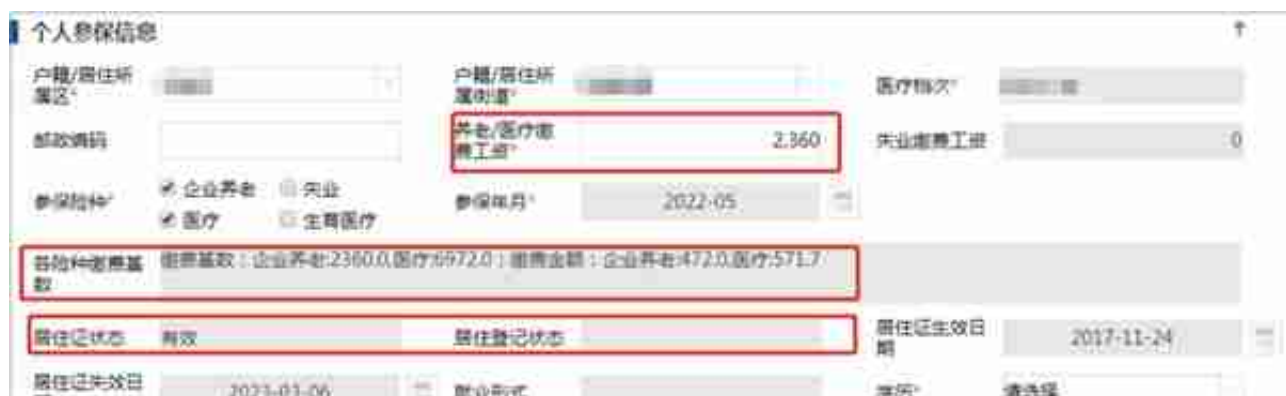 个人参保信息
户籍/居住所属区*
户籍/居住所属街道*
医疗档次*
邮政编码
养老/医疗缴费工资*
2,360
失业缴费工资
0
参保险种*
企业养老 失业
医疗 生育医疗
参保年月*
2022-05
各险种缴费基数
缴费基数：企业养老:2360.0,医疗:6972.0；缴费金额：企业养老:472.0,医疗:571.7
居住证状态
有效
居住登记状态
居住证生效日期
2017-11-24
居住证失效日
2023-01-06
就业形式
学历*
请选择